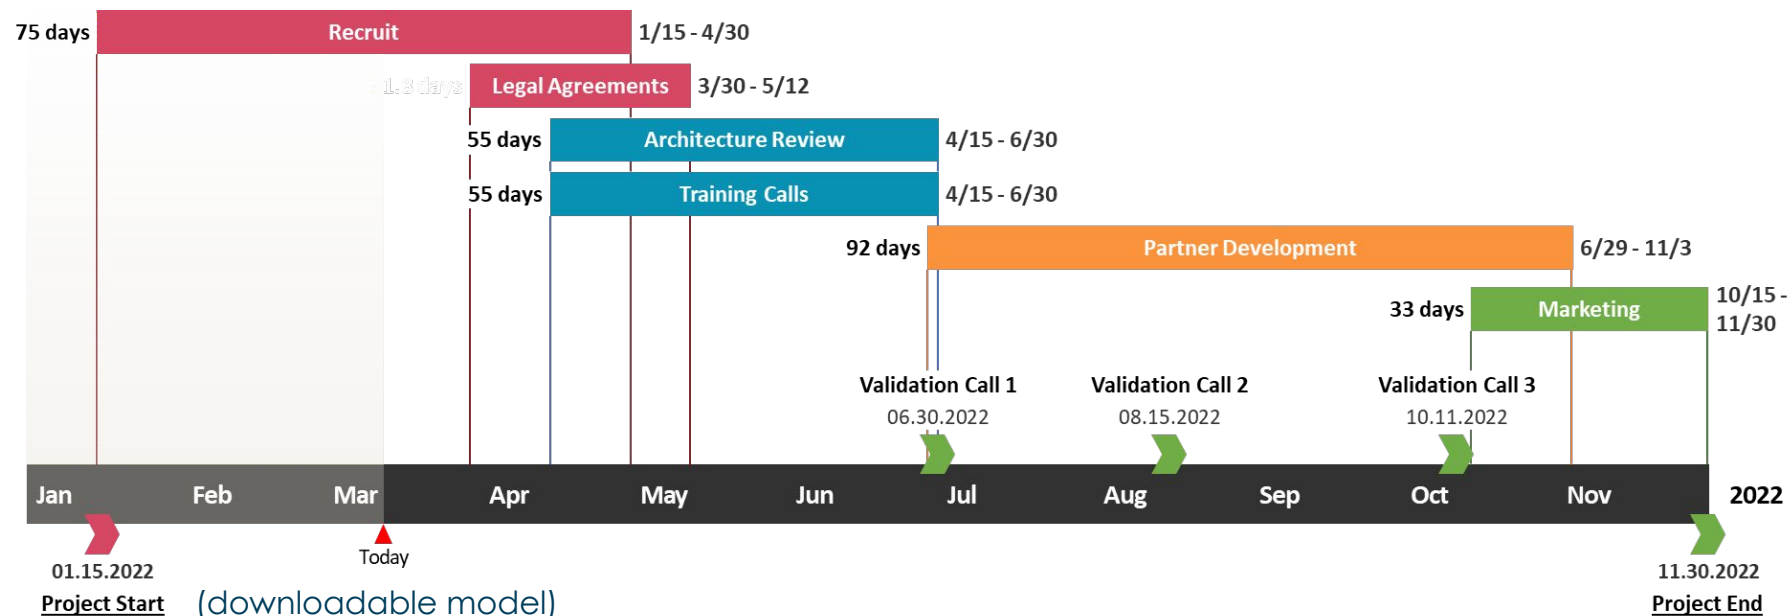 75 days Recruit 1/15 - 4/30
days Legal Agreements 3/30 - 5/12
55 days Architecture Review 4/15 - 6/30
55 days Training Calls 4/15 - 6/30
92 days Partner Development 6/29 - 11/3
33 days Marketing 10/15 -
11/30
Validation Call 1 Validation Call 2 Validation Call 3
06.30.2022 08.15.2022 10.11.2022
Jan Feb Mar Apr May Jun Jul Aug Sep Oct Nov 2022
Today
01.15.2022 11.30.2022
Project Start (downloadable model) Project End